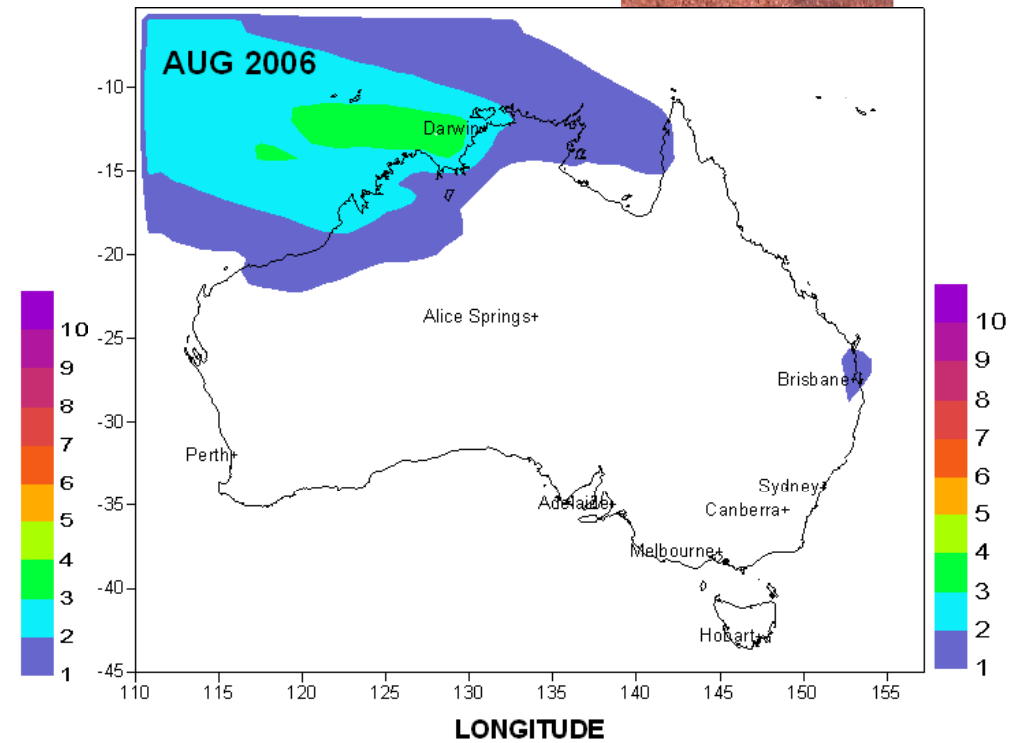 AUG 2006
-10
Darwin+
-15
-20
Alice Springs+
-25
Brisbane+
-30
Perth+
Sydney+
-35
Adelaide+
Canberra+
Melbourne+
-40
Hobart+
-45
110 115 120 125 130 135 140 145 150 155
LONGITUDE
10
9
8
7
6
5
4
3
2
1
10
9
8
7
6
5
4
3
2
1